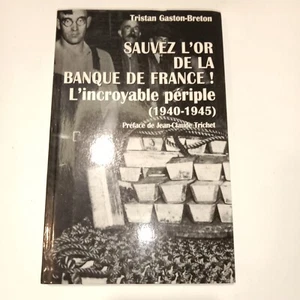 Tristan Gaston-Breton
SAUVEZ L'OR
DE LA
BANQUE DE FRANCE !
L'incroyable périple
(1940-1945)
Préface de Jean-Claude Trichet